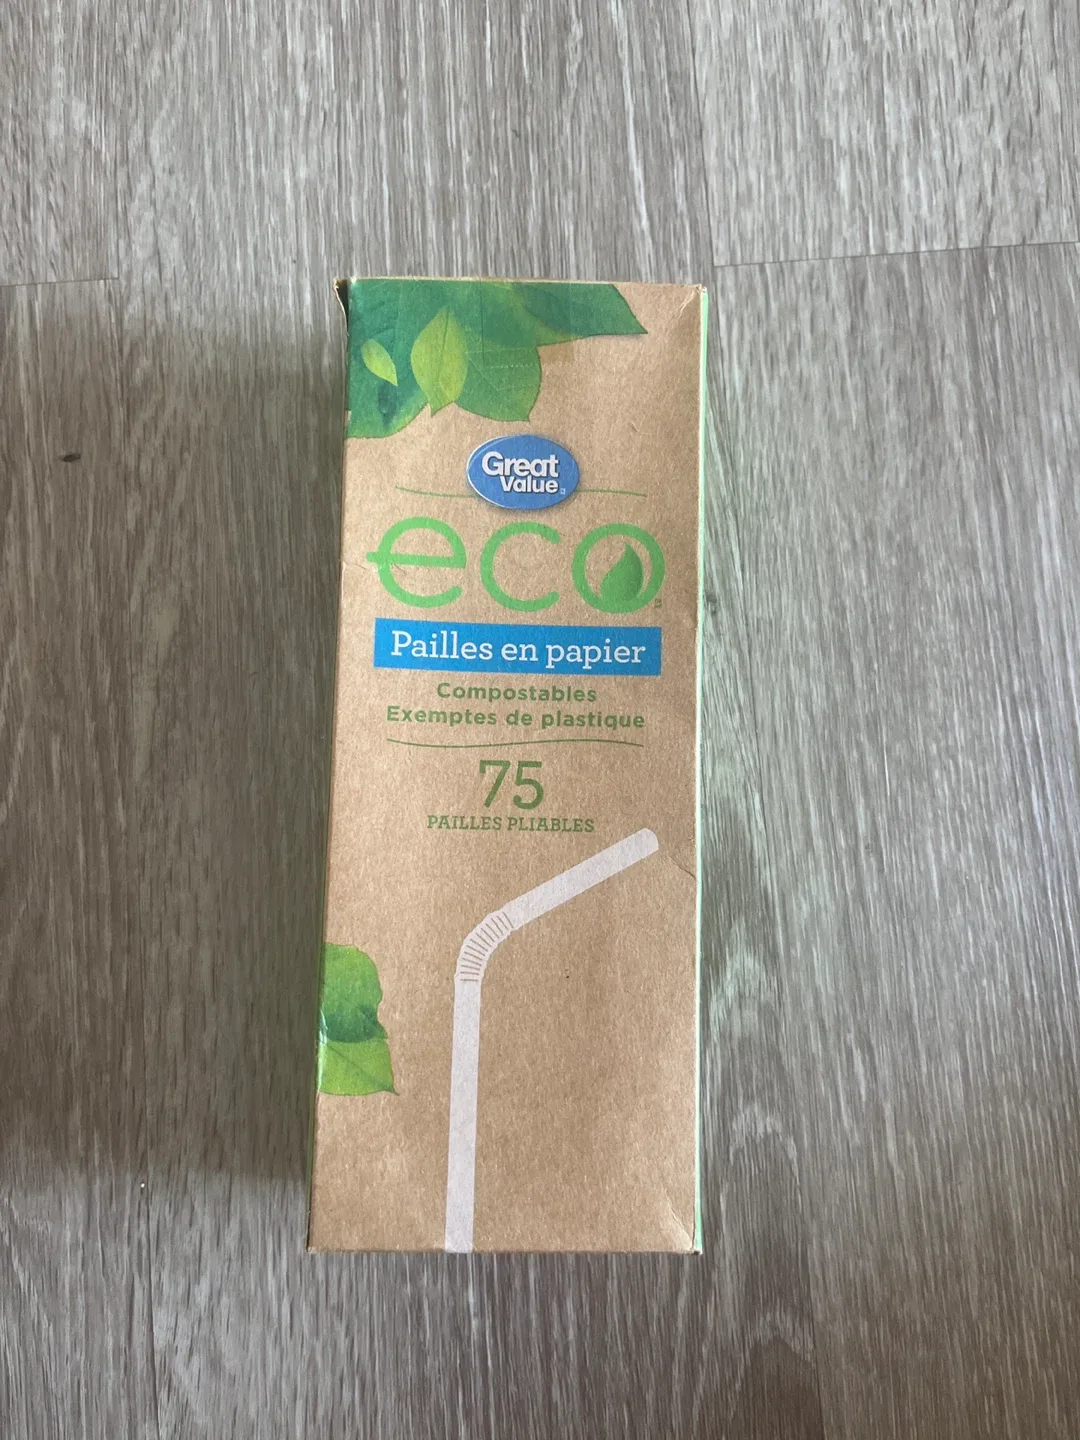 Great
Value
eco
Pailles en papier
Compostables
Exemptes de plastique
75
PAILLES PLIABLES